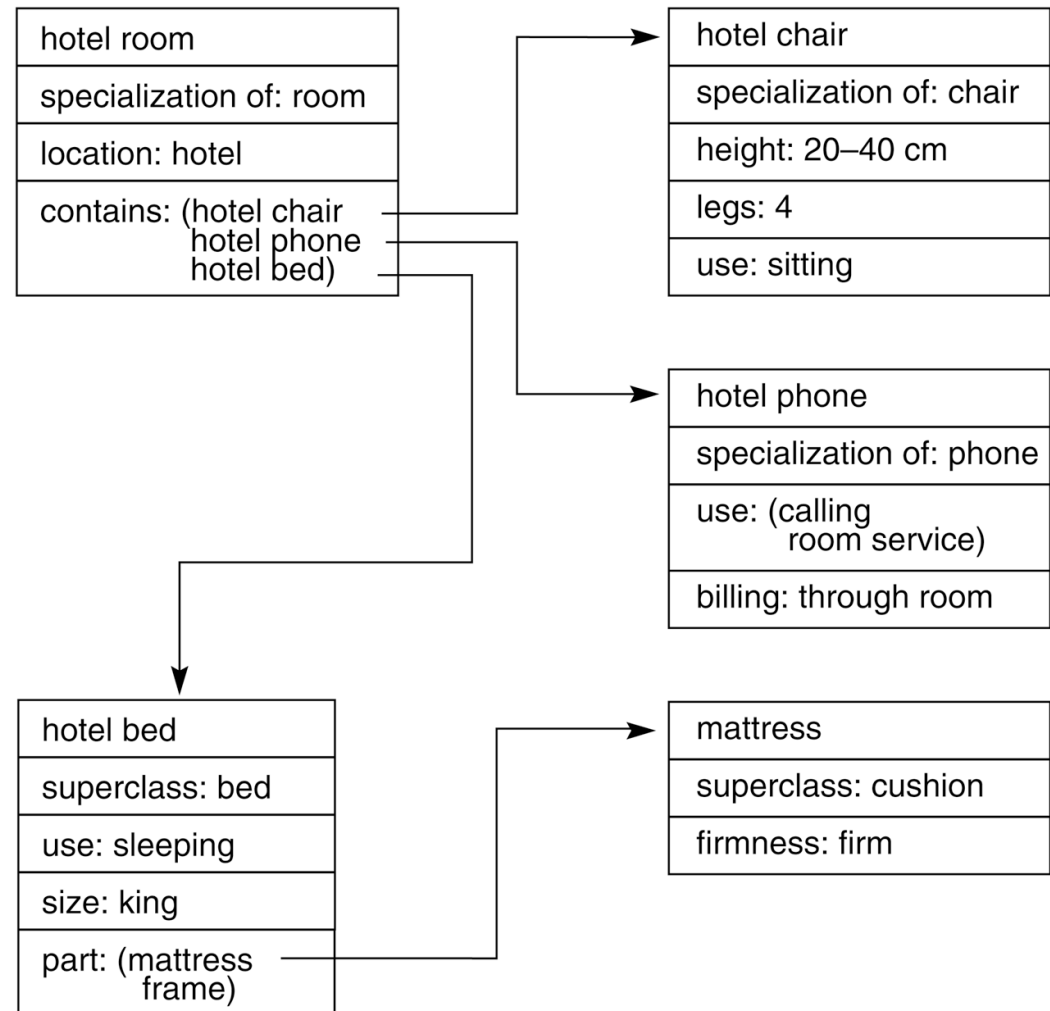 hotel room
specialization of: room
location: hotel
contains: (hotel chair
hotel phone
hotel bed)
hotel chair
specialization of: chair
height: 20–40 cm
legs: 4
use: sitting
hotel phone
specialization of: phone
use: (calling
room service)
billing: through room
hotel bed
superclass: bed
use: sleeping
size: king
part: (mattress
frame)
mattress
superclass: cushion
firmness: firm